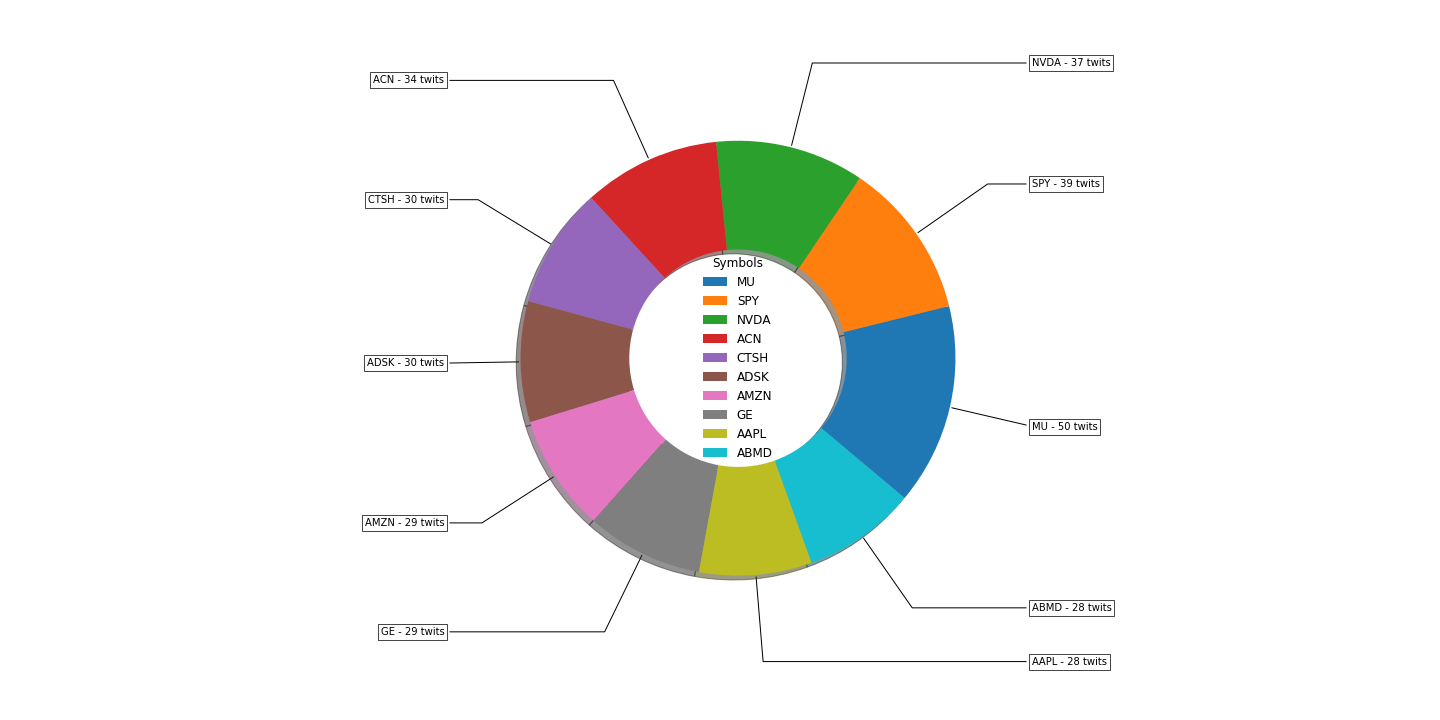 NVDA - 37 twits
ACN - 34 twits
SPY - 39 twits
CTSH - 30 twits
Symbols
MU
SPY
NVDA
ACN
CTSH
ADSK
AMZN
GE
AAPL
ABMD
ADSK - 30 twits
MU - 50 twits
AMZN - 29 twits
ABMD - 28 twits
GE - 29 twits
AAPL - 28 twits